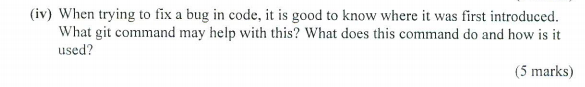 (iv) When trying to fix a bug in code, it is good to know where it was first introduced.
What git command may help with this? What does this command do and how is it
used?
(5 marks)